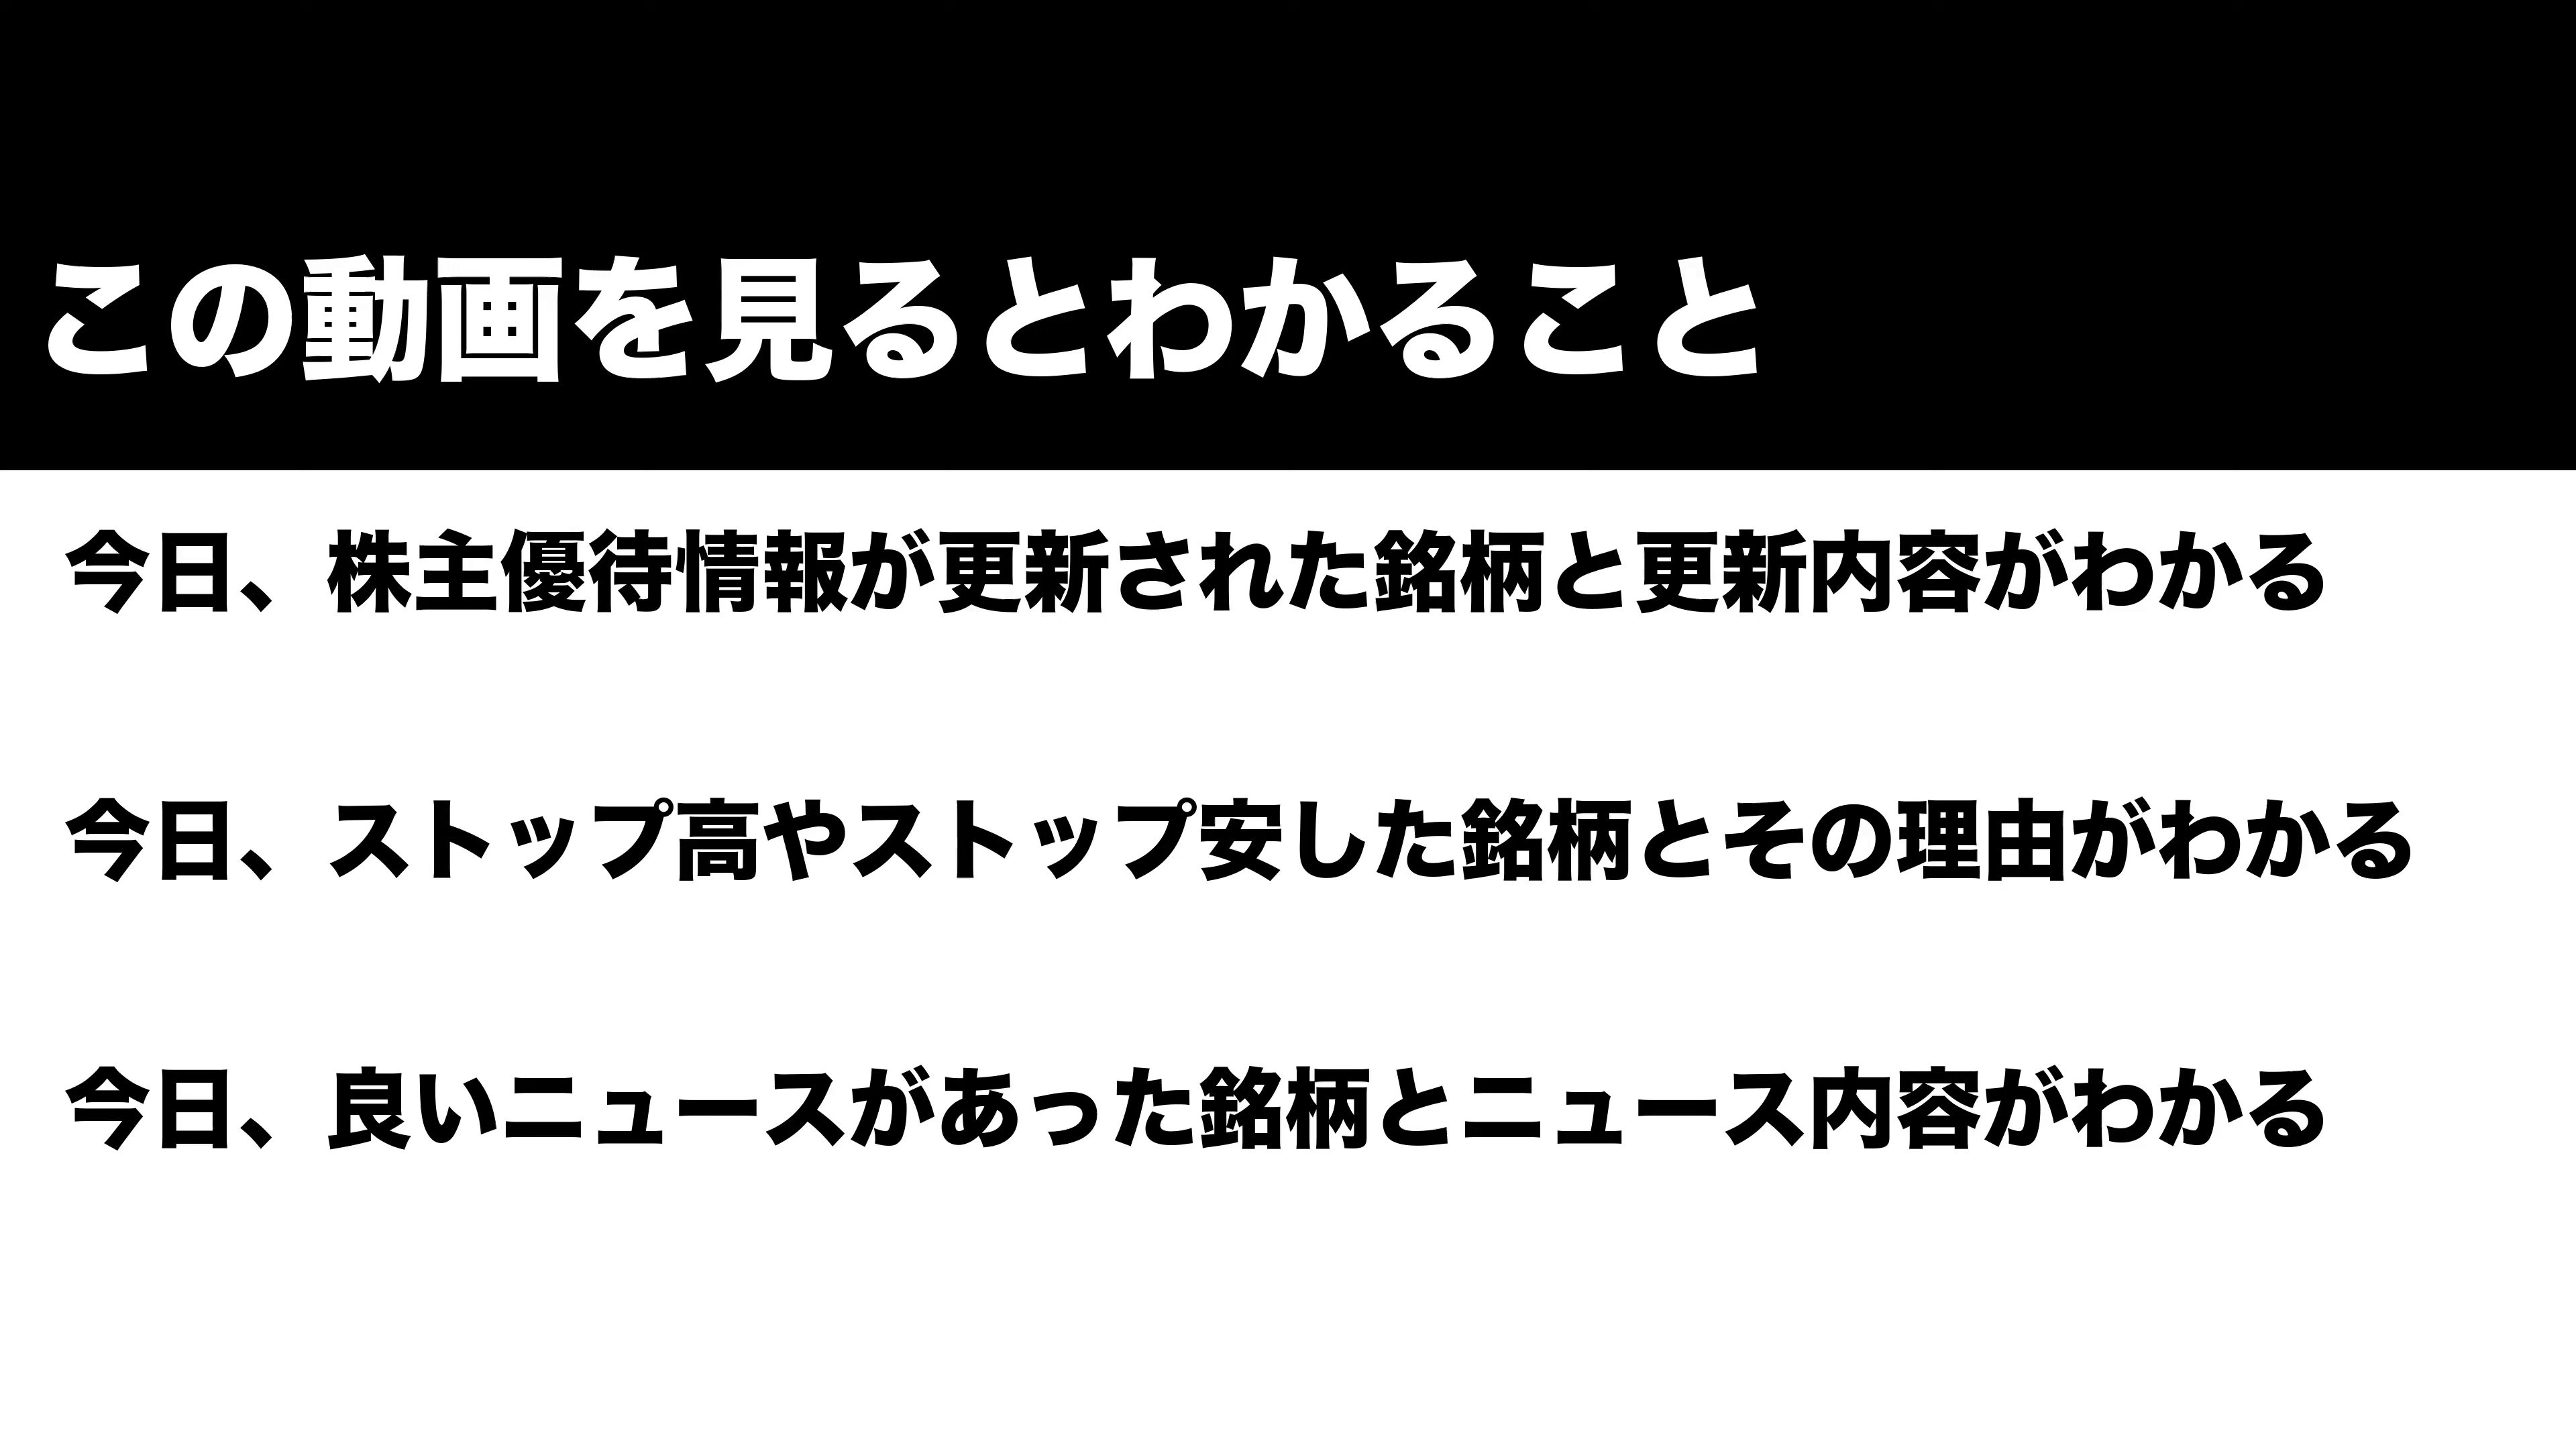 この動画を見るとわかること
今日、株主優待情報が更新された銘柄と更新内容がわかる
今日、ストップ高やストップ安した銘柄とその理由がわかる
今日、良いニュースがあった銘柄とニュース内容がわかる